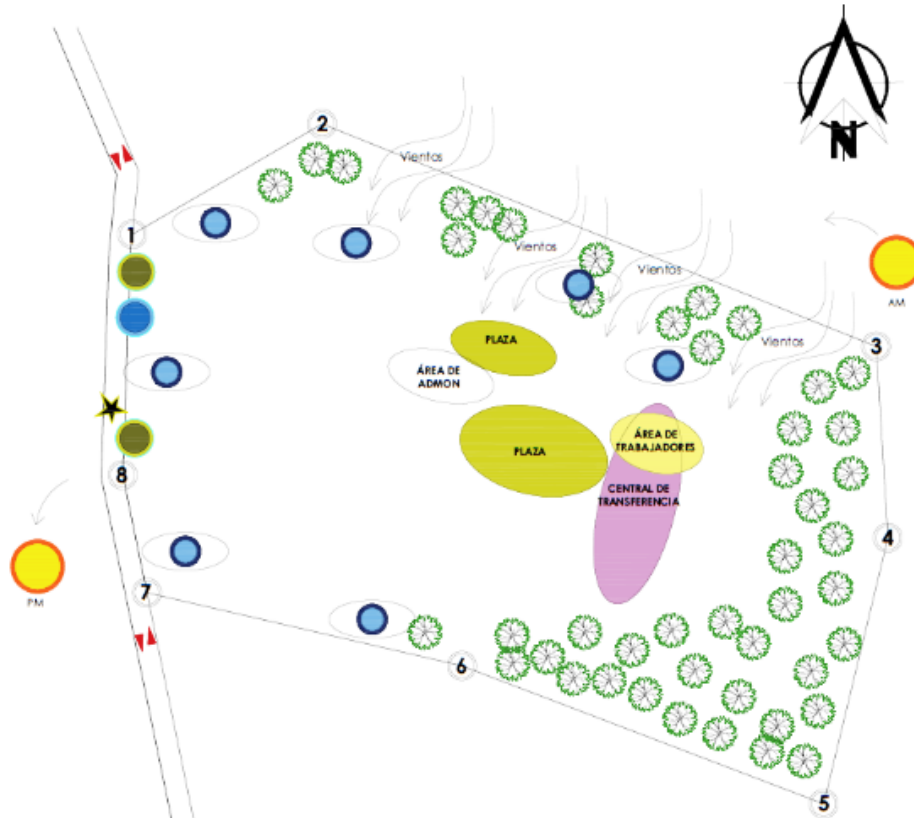 N
2
Vientos
1
Vientos
Vientos
AM
Vientos
3
PLAZA
ÁREA DE
ADMON
ÁREA DE
TRABAJADORES
PLAZA
8
CENTRAL DE
TRANSFERENCIA
4
PM
7
6
5